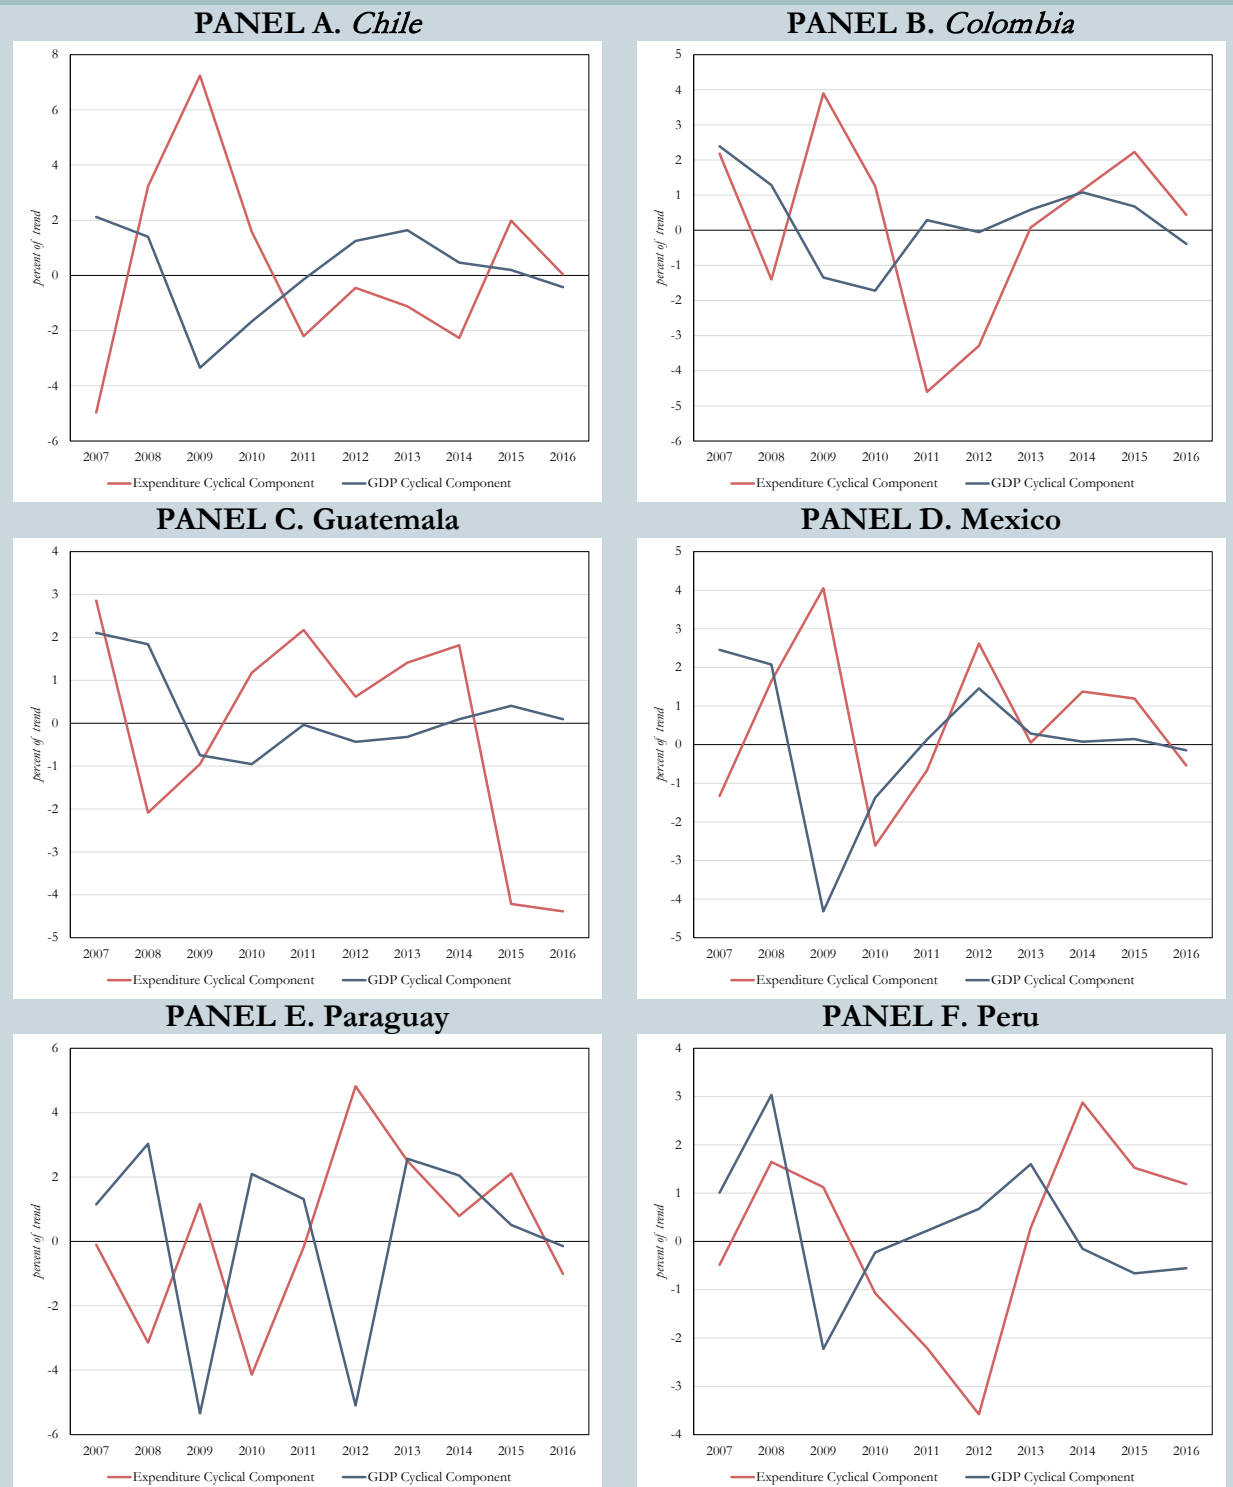 PANEL A. Chile
8
6
4
2
0
-2
-4
-6
percent of trend
2007 2008 2009 2010 2011 2012 2013 2014 2015 2016
Expenditure Cyclical Component GDP Cyclical Component
PANEL B. Colombia
5
4
3
2
1
0
-1
-2
-3
-4
-5
-6
percent of trend
2007 2008 2009 2010 2011 2012 2013 2014 2015 2016
Expenditure Cyclical Component GDP Cyclical Component
PANEL C. Guatemala
4
3
2
1
0
-1
-2
-3
-4
-5
percent of trend
2007 2008 2009 2010 2011 2012 2013 2014 2015 2016
Expenditure Cyclical Component GDP Cyclical Component
PANEL D. Mexico
5
4
3
2
1
0
-1
-2
-3
-4
-5
percent of trend
2007 2008 2009 2010 2011 2012 2013 2014 2015 2016
Expenditure Cyclical Component GDP Cyclical Component
PANEL E. Paraguay
6
4
2
0
-2
-4
-6
percent of trend
2007 2008 2009 2010 2011 2012 2013 2014 2015 2016
Expenditure Cyclical Component GDP Cyclical Component
PANEL F. Peru
4
3
2
1
0
-1
-2
-3
-4
percent of trend
2007 2008 2009 2010 2011 2012 2013 2014 2015 2016
Expenditure Cyclical Component GDP Cyclical Component